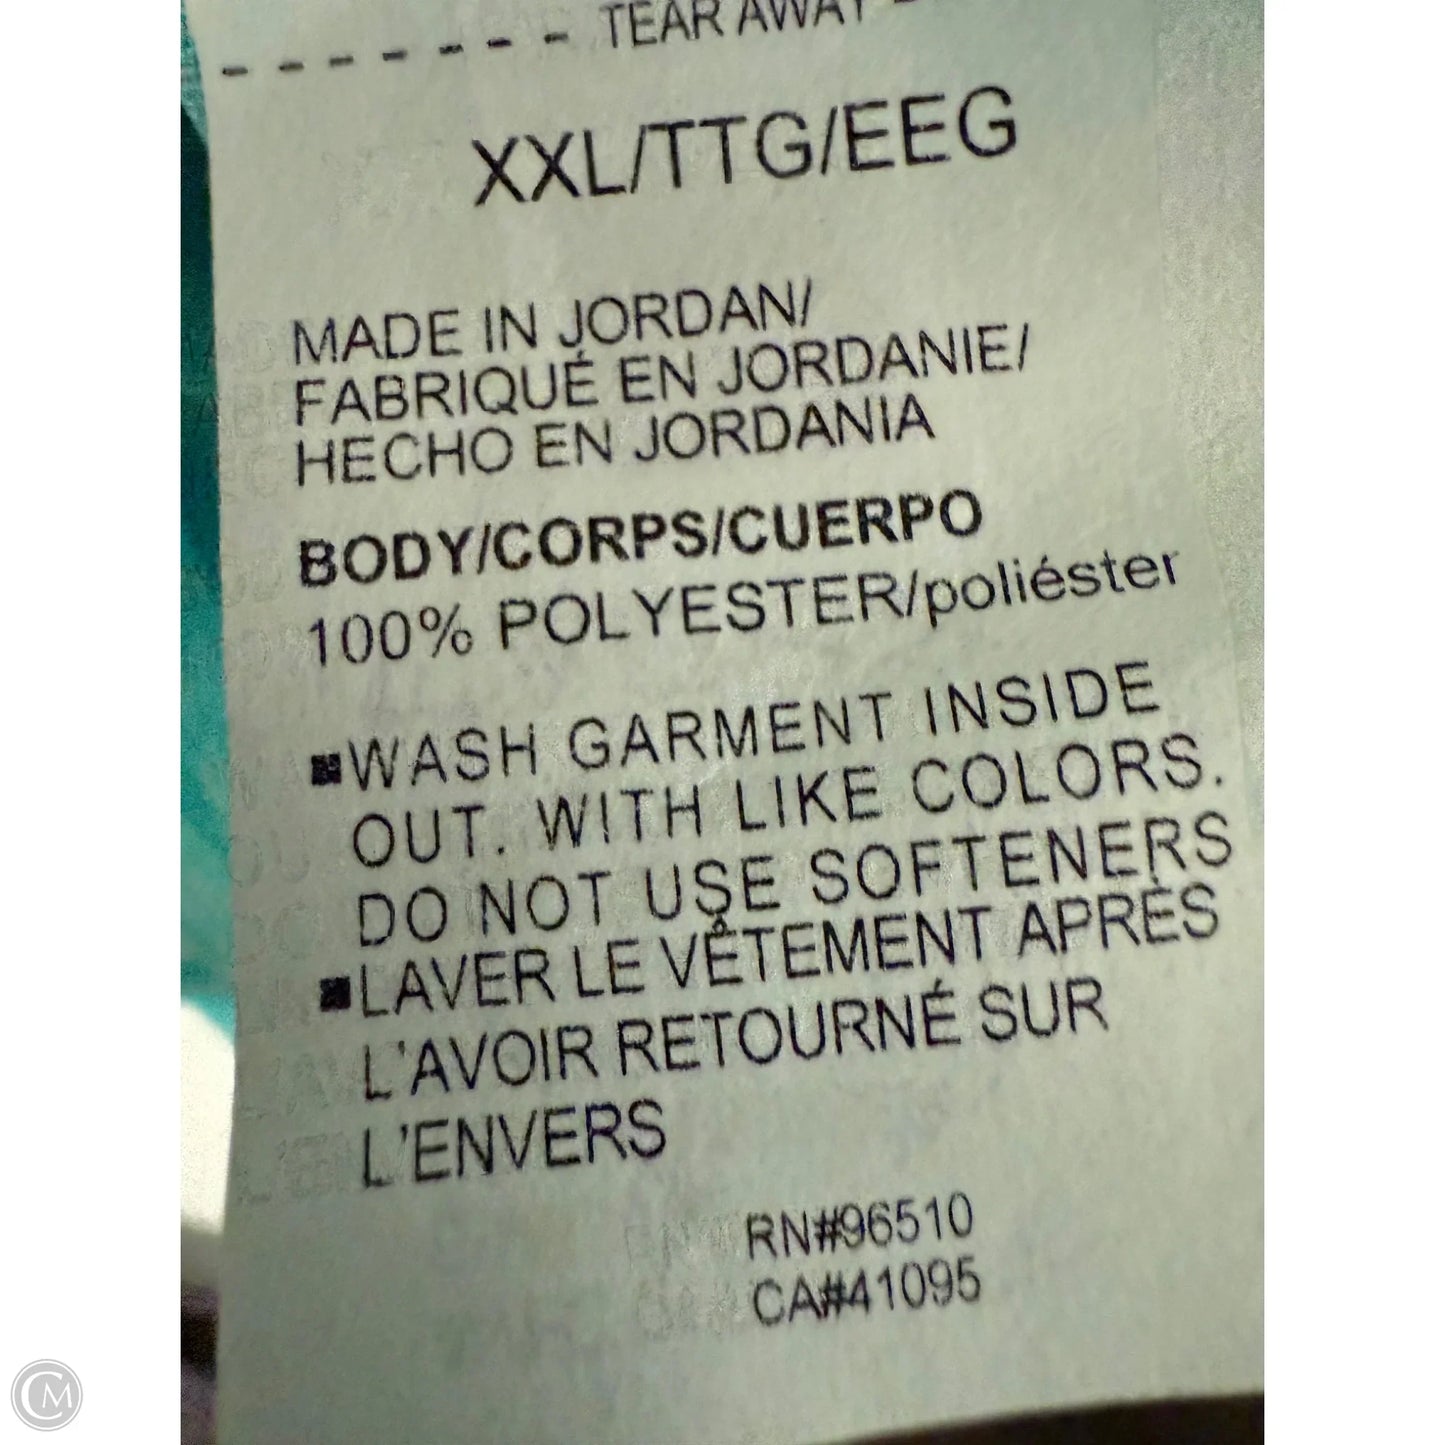 TEAR AWAY
XXL/TTG/EEG
MADE IN JORDAN/
FABRIQUÉ EN JORDANIE/
HECHO EN JORDANIA
BODY/CORPS/CUERPO
100% POLYESTER/poliéster
■WASH GARMENT INSIDE
OUT. WITH LIKE COLORS.
DO NOT USE SOFTENERS
■LAVER LE VÊTEMENT APRÈS
L'AVOIR RETOURNÉ SUR
L'ENVERS
RN#96510
CA#41095
CM